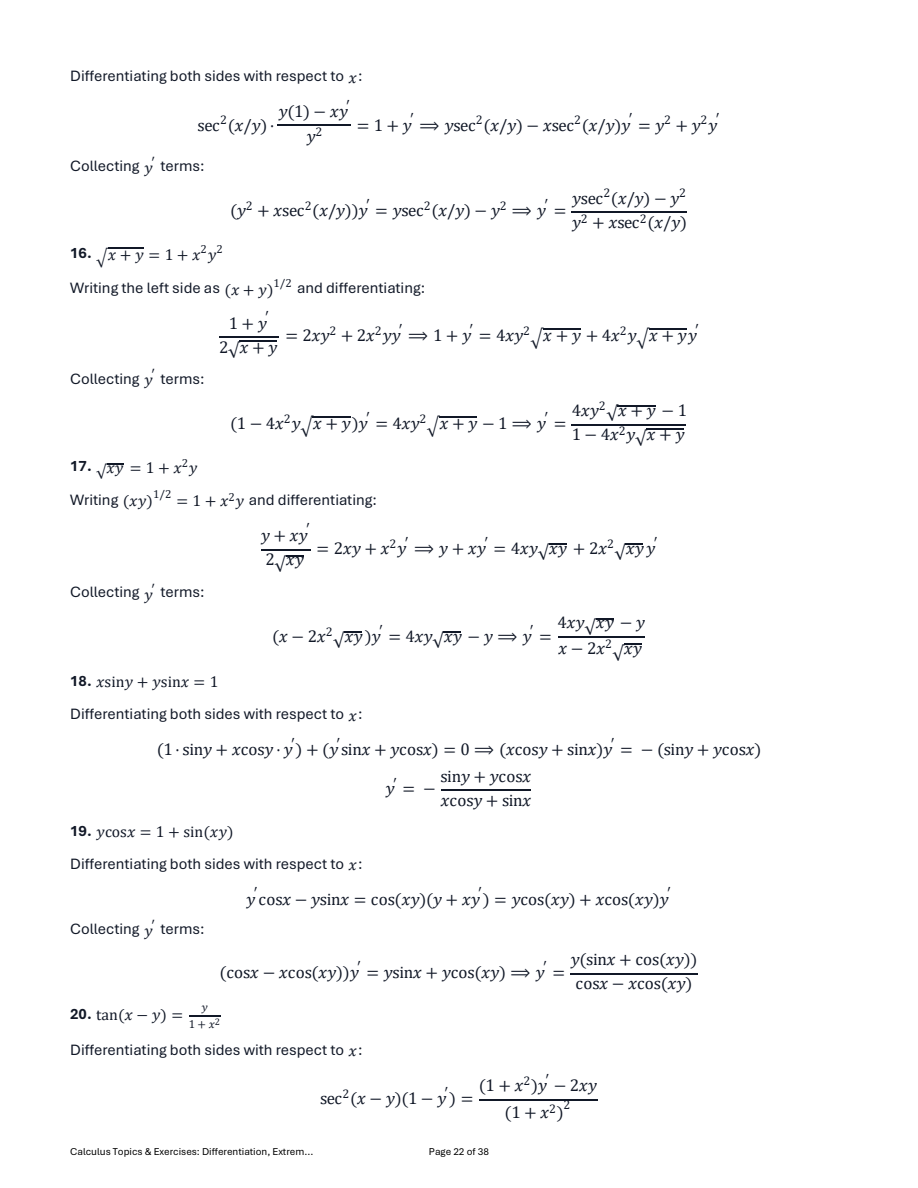 Differentiating both sides with respect to x:
sec²(x/y) · (y(1) − xy′)/y² = 1 + y′ ⟹ ysec²(x/y) − xsec²(x/y)y′ = y² + y²y′
Collecting y′ terms:
(y² + xsec²(x/y))y′ = ysec²(x/y) − y² ⟹ y′ = (ysec²(x/y) − y²)/(y² + xsec²(x/y))
16. √(x + y) = 1 + x²y²
Writing the left side as (x + y)^(1/2) and differentiating:
(1 + y′)/(2√(x + y)) = 2xy² + 2x²yy′ ⟹ 1 + y′ = 4xy²√(x + y) + 4x²y√(x + y)y′
Collecting y′ terms:
(1 − 4x²y√(x + y))y′ = 4xy²√(x + y) − 1 ⟹ y′ = (4xy²√(x + y) − 1)/(1 − 4x²y√(x + y))
17. √(xy) = 1 + x²y
Writing (xy)^(1/2) = 1 + x²y and differentiating:
(y + xy′)/(2√(xy)) = 2xy + x²y′ ⟹ y + xy′ = 4xy√(xy) + 2x²√(xy)y′
Collecting y′ terms:
(x − 2x²√(xy))y′ = 4xy√(xy) − y ⟹ y′ = (4xy√(xy) − y)/(x − 2x²√(xy))
18. xsiny + ysinx = 1
Differentiating both sides with respect to x:
(1 · siny + xcosy · y′) + (y′sinx + ycosx) = 0 ⟹ (xcosy + sinx)y′ = − (siny + ycosx)
y′ = − (siny + ycosx)/(xcosy + sinx)
19. ycosx = 1 + sin(xy)
Differentiating both sides with respect to x:
y′cosx − ysinx = cos(xy)(y + xy′) = ycos(xy) + xcos(xy)y′
Collecting y′ terms:
(cosx − xcos(xy))y′ = ysinx + ycos(xy) ⟹ y′ = (y(sinx + cos(xy)))/(cosx − xcos(xy))
20. tan(x − y) = y/(1 + x²)
Differentiating both sides with respect to x:
sec²(x − y)(1 − y′) = ((1 + x²)y′ − 2xy)/(1 + x²)²
Calculus Topics & Exercises: Differentiation, Extrem... Page 22 of 38